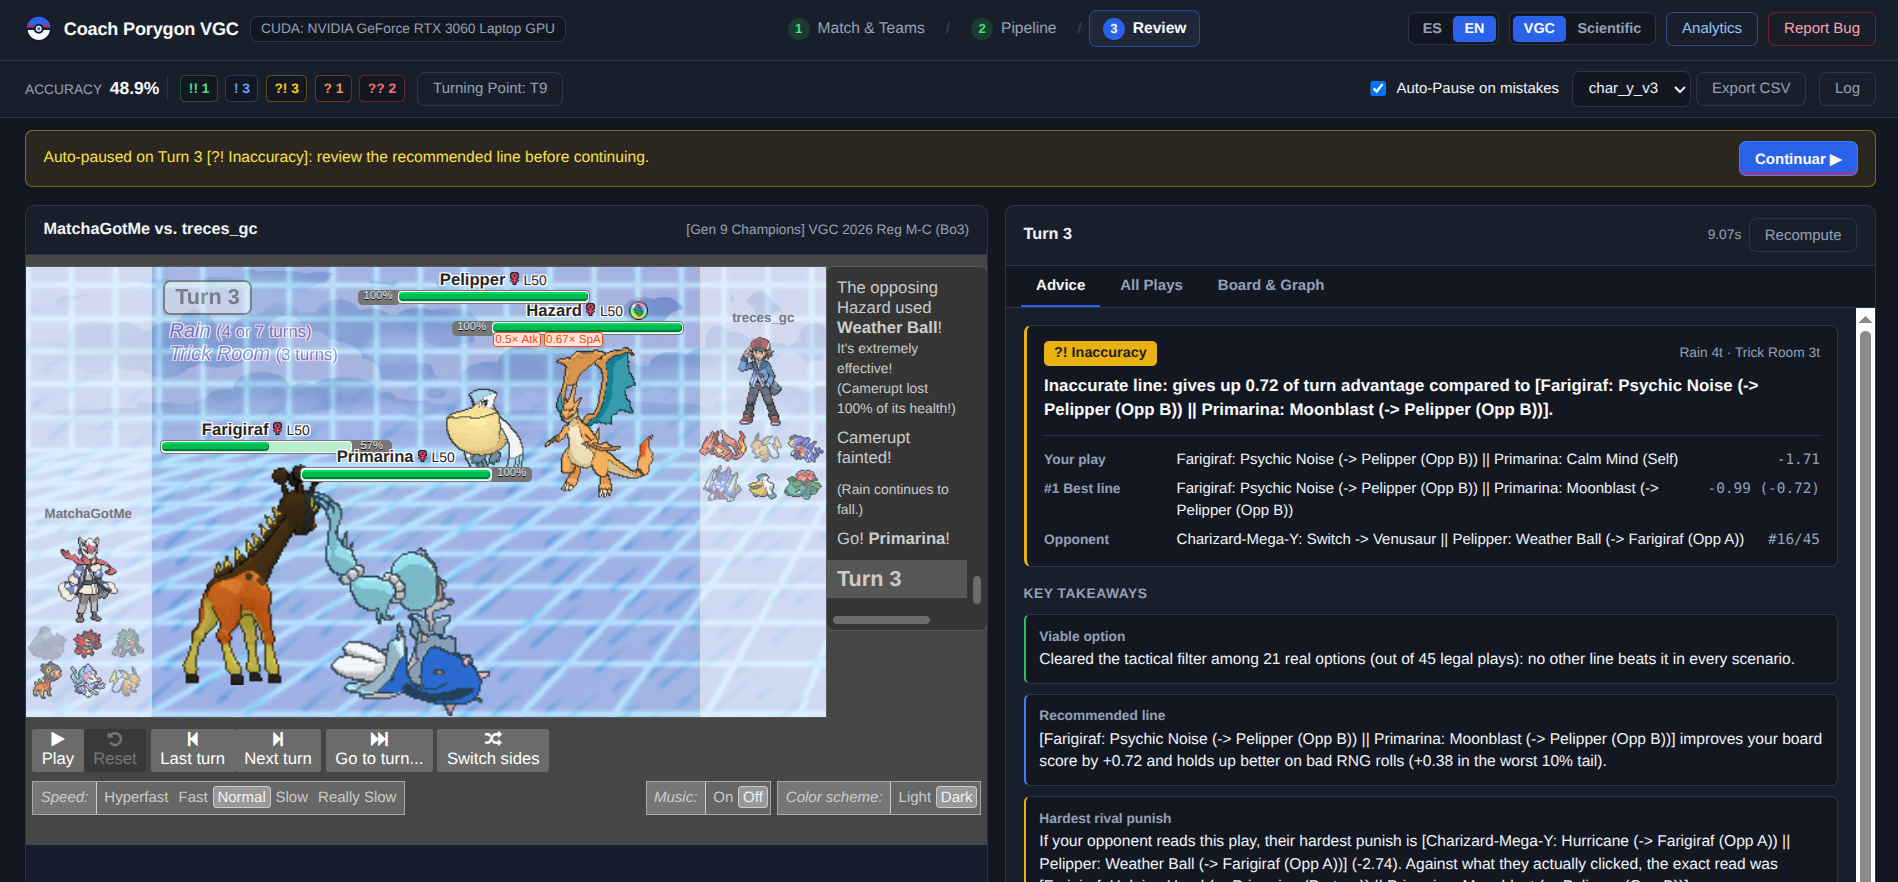 Coach Porygon VGC
CUDA: NVIDIA GeForce RTX 3060 Laptop GPU
1 Match & Teams / 2 Pipeline / 3 Review
ES EN
VGC Scientific
Analytics
Report Bug
ACCURACY 48.9%
!! 1
! 3
?! 3
? 1
?? 2
Turning Point: T9
Auto-Pause on mistakes
char_y_v3
Export CSV
Log
Auto-paused on Turn 3 [?! Inaccuracy]: review the recommended line before continuing.
Continuar ▶
MatchaGotMe vs. treces_gc
[Gen 9 Champions] VGC 2026 Reg M-C (Bo3)
Turn 3
Rain (4 or 7 turns)
Trick Room (3 turns)
Pelipper L50
100%
Hazard L50
100%
0.5× Atk 0.67× SpA
treces_gc
Farigiraf L50
57%
Primarina L50
100%
MatchaGotMe
The opposing
Hazard used
Weather Ball!
It's extremely
effective!
(Camerupt lost
100% of its health!)
Camerupt
fainted!
(Rain continues to
fall.)
Go! Primarina!
Turn 3
Play
Reset
Last turn
Next turn
Go to turn...
Switch sides
Speed: Hyperfast Fast Normal Slow Really Slow
Music: On Off
Color scheme: Light Dark
Turn 3
9.07s
Recompute
Advice
All Plays
Board & Graph
?! Inaccuracy
Rain 4t · Trick Room 3t
Inaccurate line: gives up 0.72 of turn advantage compared to [Farigiraf: Psychic Noise (->
Pelipper (Opp B)) || Primarina: Moonblast (-> Pelipper (Opp B))].
Your play Farigiraf: Psychic Noise (-> Pelipper (Opp B)) || Primarina: Calm Mind (Self) -1.71
#1 Best line Farigiraf: Psychic Noise (-> Pelipper (Opp B)) || Primarina: Moonblast (-> -0.99 (-0.72)
Pelipper (Opp B))
Opponent Charizard-Mega-Y: Switch -> Venusaur || Pelipper: Weather Ball (-> Farigiraf (Opp A)) #16/45
KEY TAKEAWAYS
Viable option
Cleared the tactical filter among 21 real options (out of 45 legal plays): no other line beats it in every scenario.
Recommended line
[Farigiraf: Psychic Noise (-> Pelipper (Opp B)) || Primarina: Moonblast (-> Pelipper (Opp B))] improves your board
score by +0.72 and holds up better on bad RNG rolls (+0.38 in the worst 10% tail).
Hardest rival punish
If your opponent reads this play, their hardest punish is [Charizard-Mega-Y: Hurricane (-> Farigiraf (Opp A)) ||
Pelipper: Weather Ball (-> Farigiraf (Opp A))] (-2.74). Against what they actually clicked, the exact read was